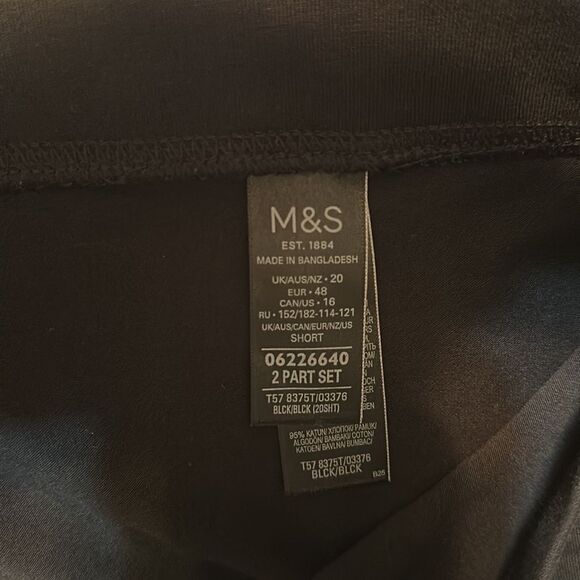 M&S
EST. 1884
MADE IN BANGLADESH
UK/AUS/NZ • 20
EUR • 48
CAN/US • 16
RU • 152/182-114-121
UK/AUS/CAN/EUR/NZ/US
SHORT
06226640
2 PART SET
T57 8375T/03376
BLCK/BLCK (20SHT)
95% KATUN/ХЛОПОК/ PAMUK/
ALGODÓN/ BAMBAKI/ COTON/
KATOEN/ BAVLNA/ BUMBAC/
T57 8375T/03376
BLCK/BLCK